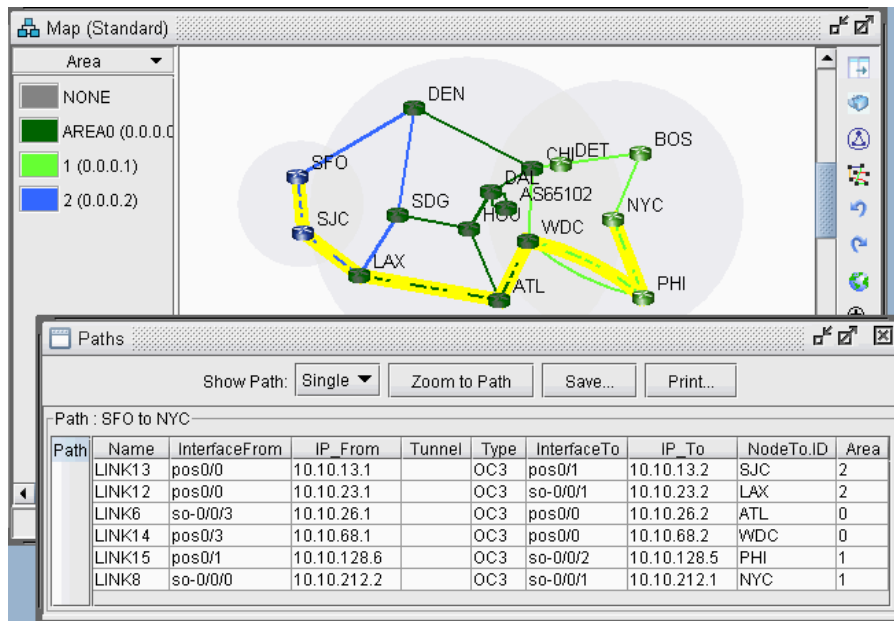 Map (Standard)
Area
NONE
AREA0 (0.0.0.0
1 (0.0.0.1)
2 (0.0.0.2)
DEN
SFO
SJC
SDG
LAX
HOU
DAL
AS65102
CHI
DET
BOS
NYC
WDC
ATL
PHI
Paths
Show Path: Single Zoom to Path Save... Print...
Path : SFO to NYC
Path Name InterfaceFrom IP_From Tunnel Type InterfaceTo IP_To NodeTo.ID Area
LINK13 pos0/0 10.10.13.1 OC3 pos0/1 10.10.13.2 SJC 2
LINK12 pos0/0 10.10.23.1 OC3 so-0/0/1 10.10.23.2 LAX 2
LINK6 so-0/0/3 10.10.26.1 OC3 pos0/0 10.10.26.2 ATL 0
LINK14 pos0/3 10.10.68.1 OC3 pos0/0 10.10.68.2 WDC 0
LINK15 pos0/1 10.10.128.6 OC3 so-0/0/2 10.10.128.5 PHI 1
LINK8 so-0/0/0 10.10.212.2 OC3 so-0/0/1 10.10.212.1 NYC 1